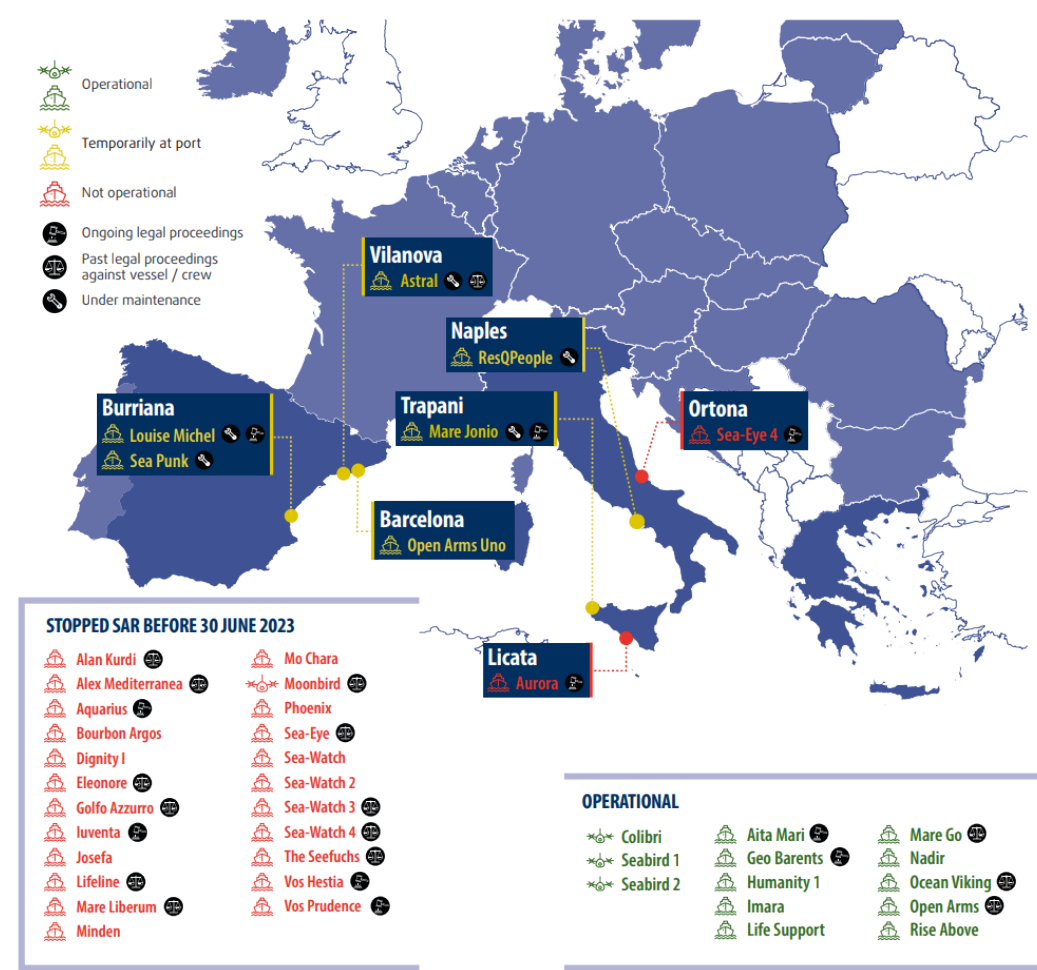 Operational
Temporarily at port
Not operational
Ongoing legal proceedings
Past legal proceedings
against vessel / crew
Under maintenance
Vilanova
Astral
Naples
ResQPeople
Burriana
Louise Michel
Sea Punk
Trapani
Mare Jonio
Ortona
Sea-Eye 4
Barcelona
Open Arms Uno
Licata
Aurora
STOPPED SAR BEFORE 30 JUNE 2023
Alan Kurdi
Alex Mediterranea
Aquarius
Bourbon Argos
Dignity I
Eleonore
Golfo Azzurro
Iuventa
Josefa
Lifeline
Mare Liberum
Minden
Mo Chara
Moonbird
Phoenix
Sea-Eye
Sea-Watch
Sea-Watch 2
Sea-Watch 3
Sea-Watch 4
The Seefuchs
Vos Hestia
Vos Prudence
OPERATIONAL
Colibri
Seabird 1
Seabird 2
Aita Mari
Geo Barents
Humanity 1
Imara
Life Support
Mare Go
Nadir
Ocean Viking
Open Arms
Rise Above